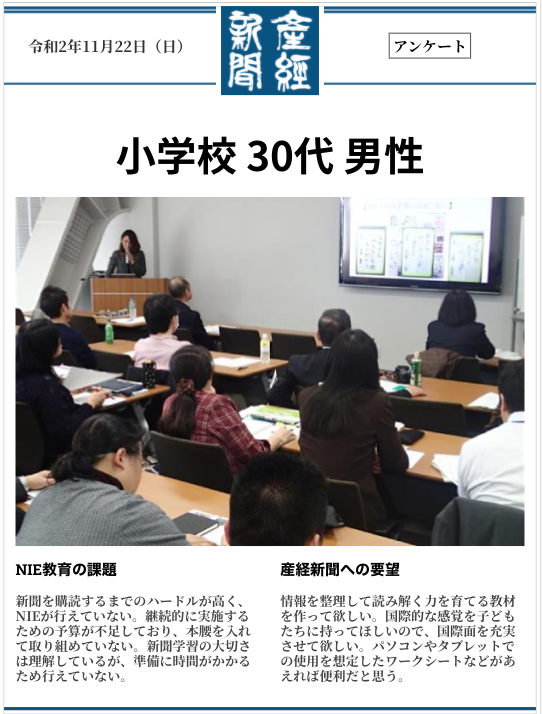 令和2年11月22日（日）
産経
新聞
アンケート
小学校 30代 男性
NIE教育の課題
新聞を購読するまでのハードルが高く、
NIEが行えていない。継続的に実施する
ための予算が不足しており、本腰を入れ
て取り組めていない。新聞学習の大切さ
は理解しているが、準備に時間がかかる
ため行えていない。
産経新聞への要望
情報を整理して読み解く力を育てる教材
を作って欲しい。国際的な感覚を子ども
たちに持ってほしいので、国際面を充実
させて欲しい。パソコンやタブレットで
の使用を想定したワークシートなどがあ
えれば便利だと思う。